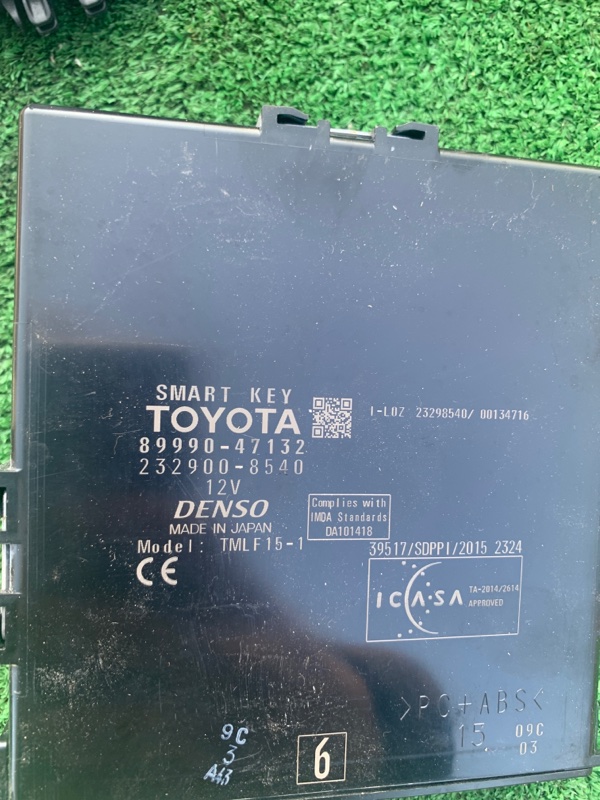 SMART KEY
TOYOTA
89990-47132
232900-8540
12V
DENSO
MADE IN JAPAN
Model: TMLF15-1
CE
I-LOZ 23298540/ 00134716
Complies with
IMDA Standards
DA101418
39517/SDPPI/2015 2324
ICASA
TA-2014/2614
APPROVED
>PC+ABS<
15 09C
03
9C
3
A43
6